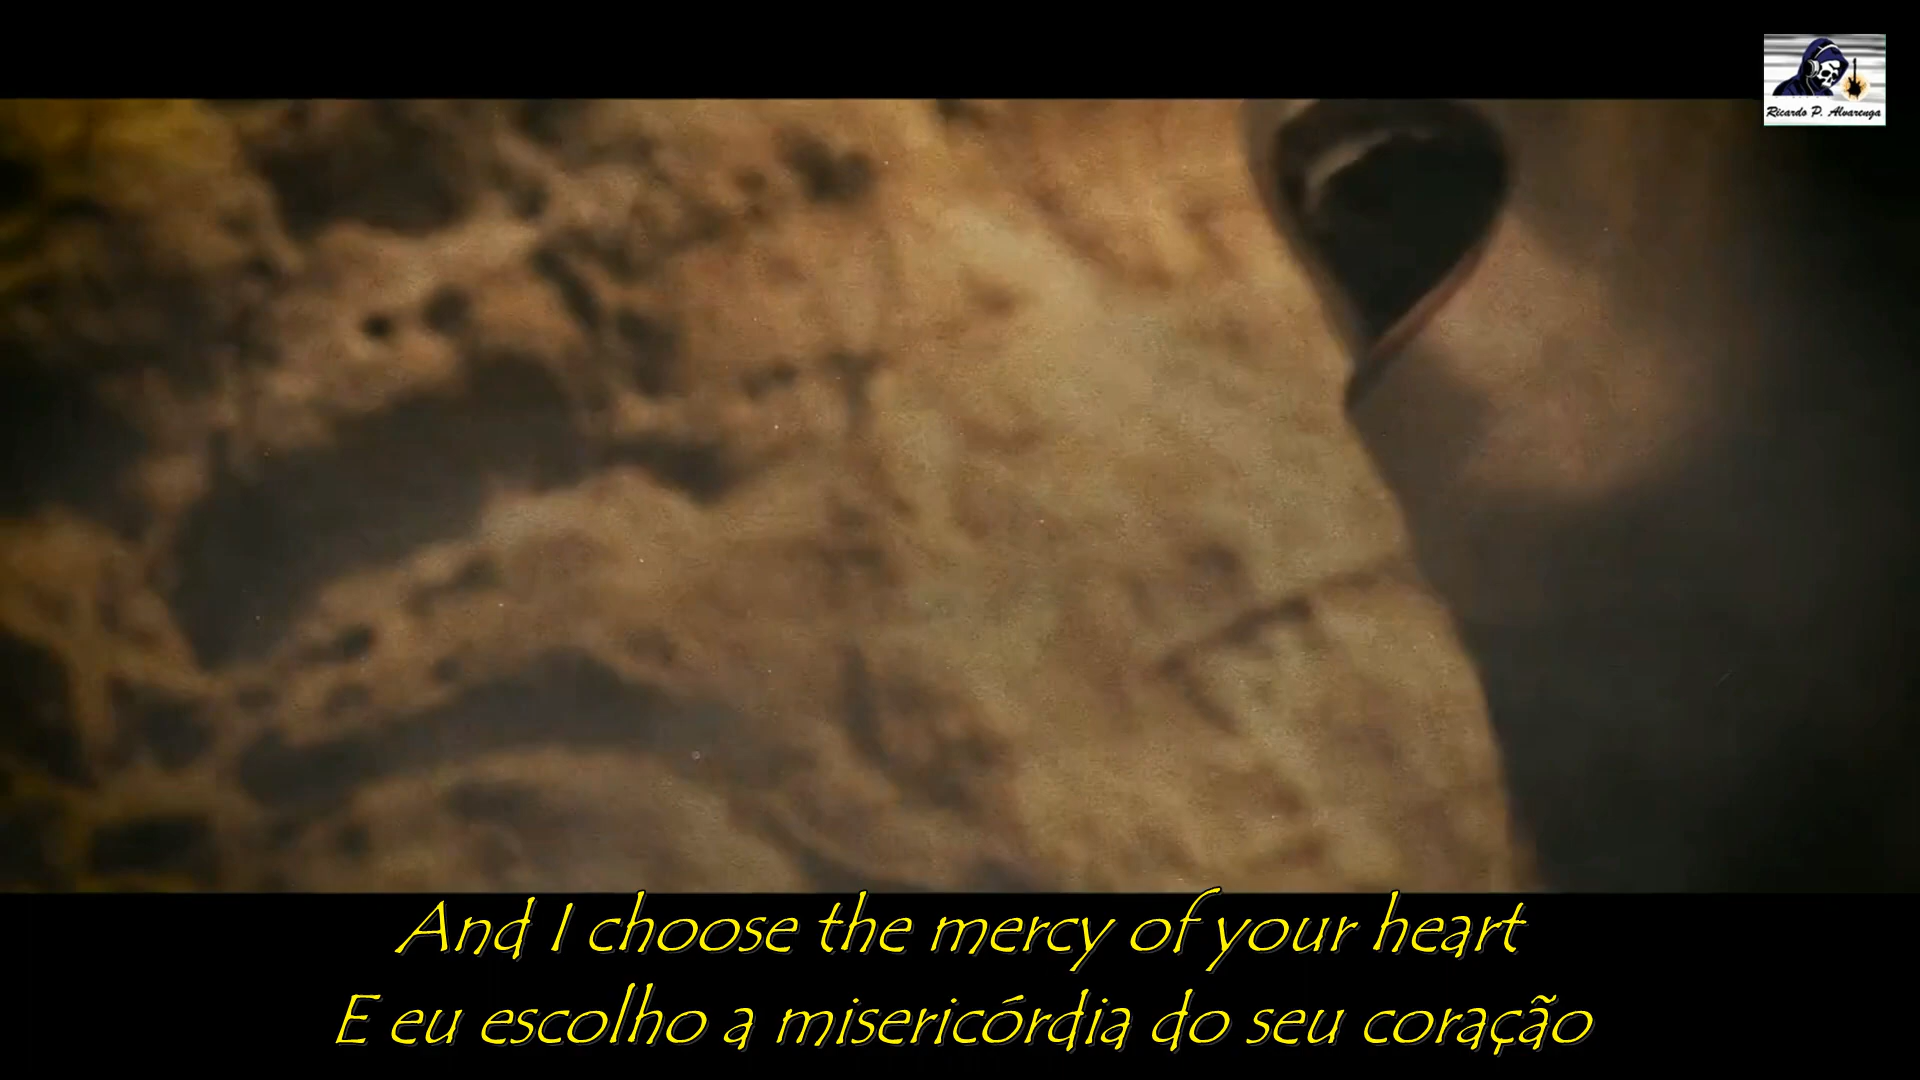 Ricardo P. Alvarenga
And I choose the mercy of your heart
E eu escolho a misericórdia do seu coração